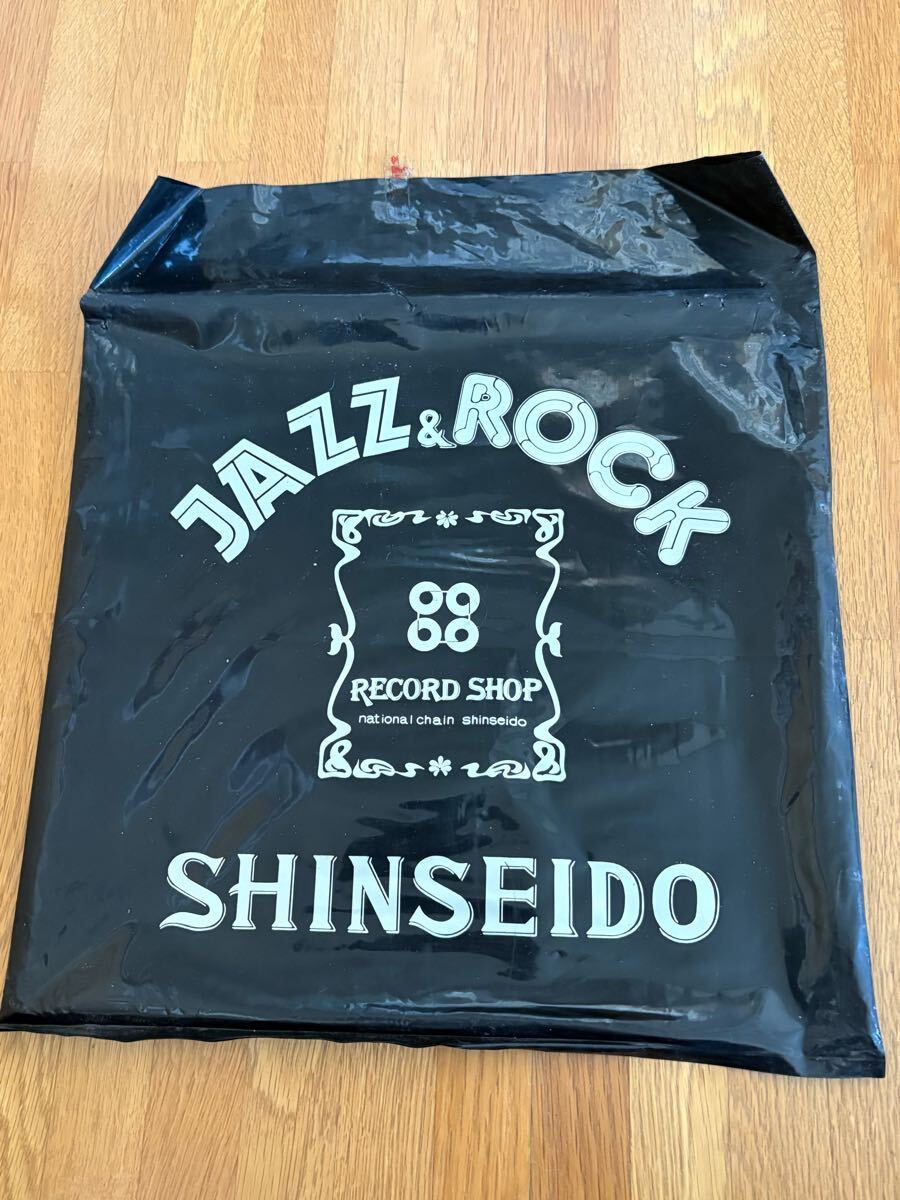 JAZZ & ROCK
RECORD SHOP
national chain shinseido
SHINSEIDO